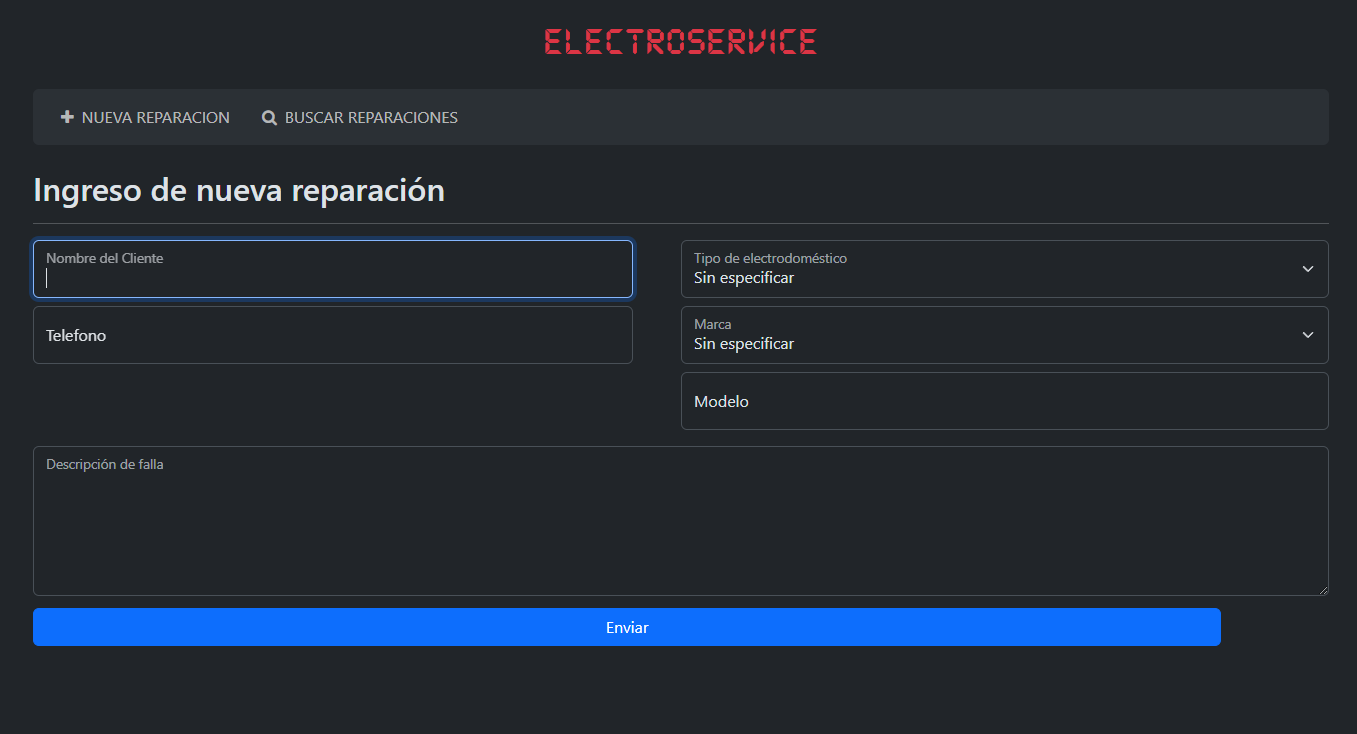 ELECTROSERVICE
NUEVA REPARACION BUSCAR REPARACIONES
Ingreso de nueva reparación
Nombre del Cliente
Telefono
Tipo de electrodoméstico
Sin especificar
Marca
Sin especificar
Modelo
Descripción de falla
Enviar